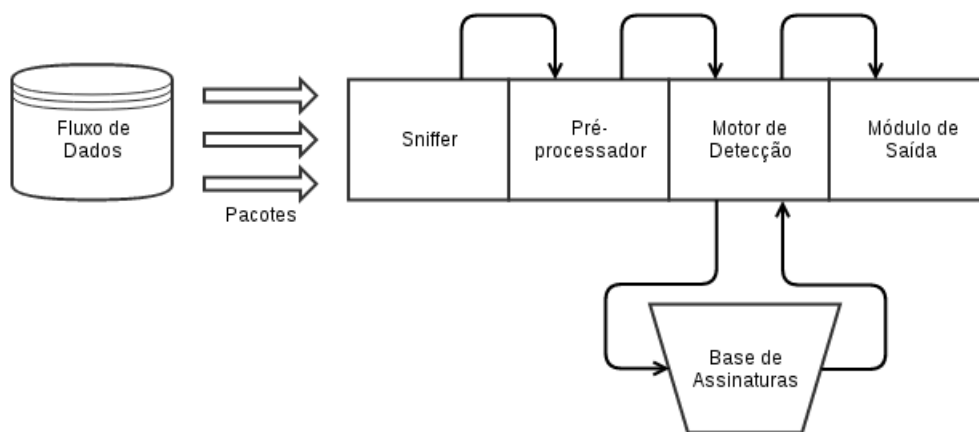 Fluxo de
Dados
Pacotes
Sniffer
Pré-
processador
Motor de
Detecção
Módulo de
Saída
Base de
Assinaturas